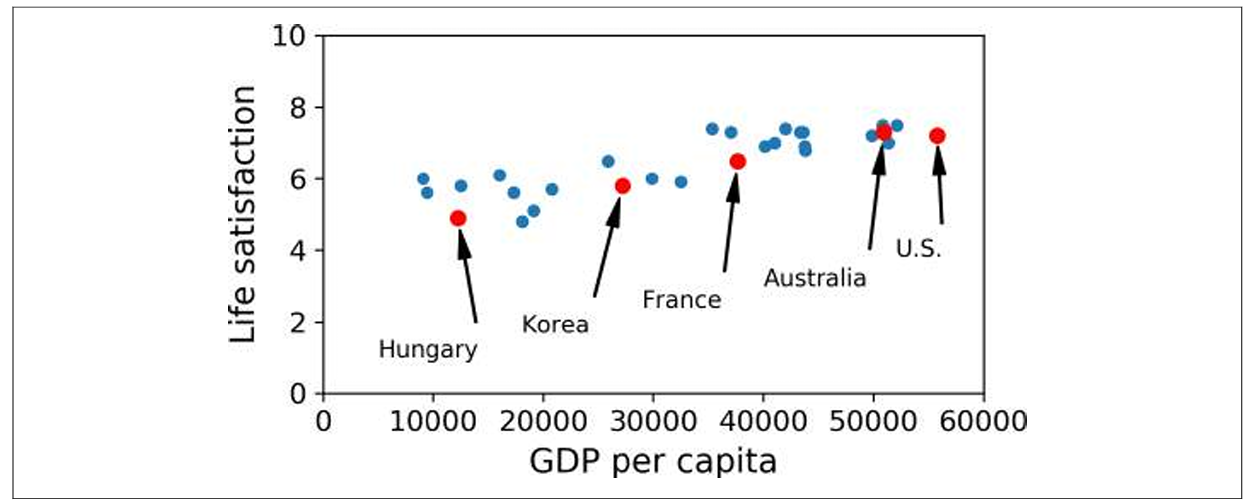 10
8
6
4
2
0
Life satisfaction
Hungary
Korea
France
Australia
U.S.
0 10000 20000 30000 40000 50000 60000
GDP per capita